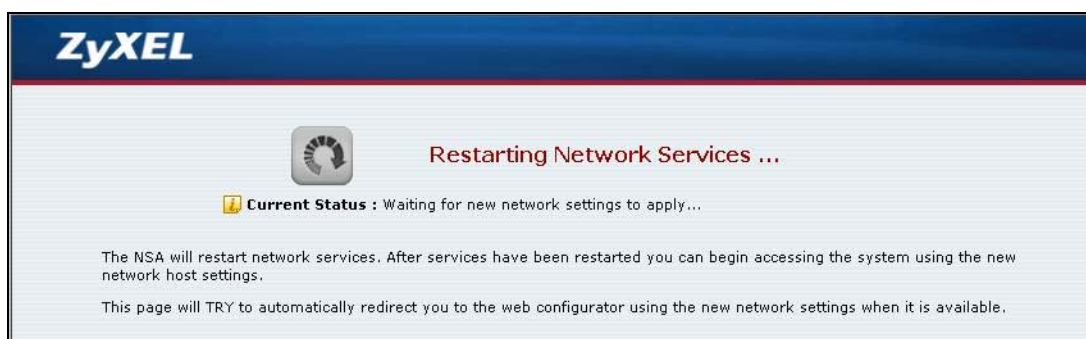 ZyXEL
Restarting Network Services ...
Current Status : Waiting for new network settings to apply...
The NSA will restart network services. After services have been restarted you can begin accessing the system using the new
network host settings.
This page will TRY to automatically redirect you to the web configurator using the new network settings when it is available.